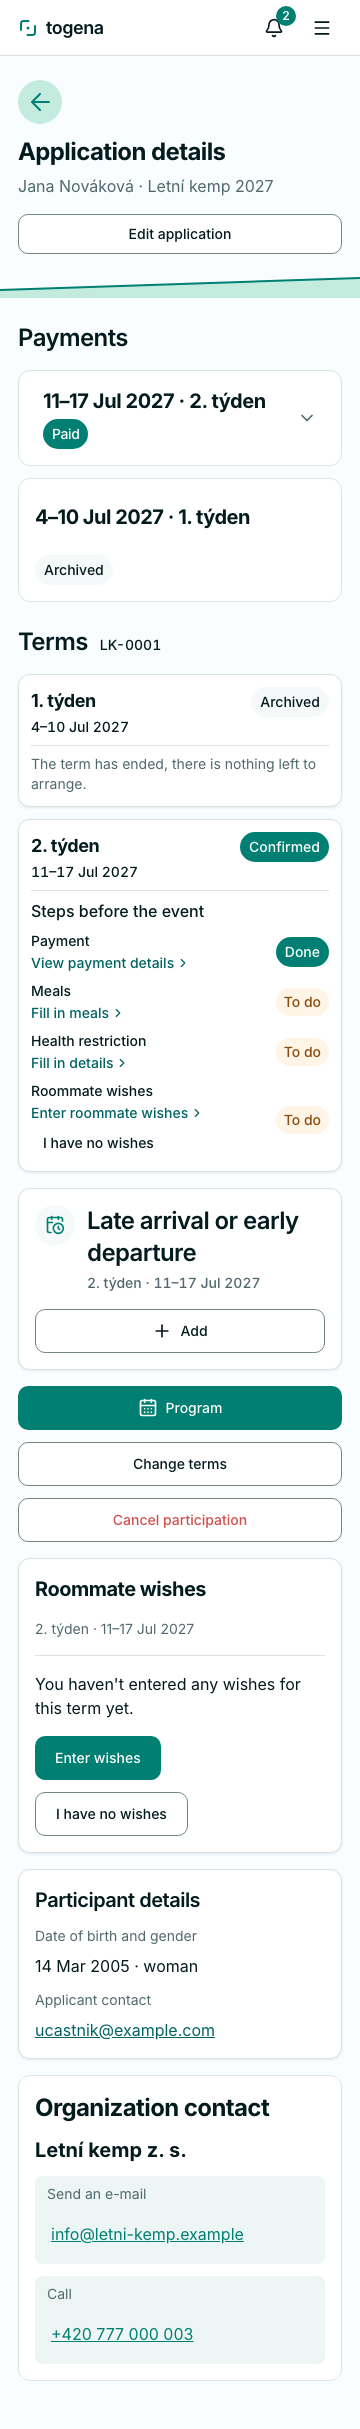 togena
2
Application details
Jana Nováková · Letní kemp 2027
Edit application
Payments
11–17 Jul 2027 · 2. týden
Paid
4–10 Jul 2027 · 1. týden
Archived
Terms LK-0001
1. týden
Archived
4–10 Jul 2027
The term has ended, there is nothing left to
arrange.
2. týden
Confirmed
11–17 Jul 2027
Steps before the event
Payment
View payment details
Done
Meals
Fill in meals
To do
Health restriction
Fill in details
To do
Roommate wishes
Enter roommate wishes
To do
I have no wishes
Late arrival or early
departure
2. týden · 11–17 Jul 2027
Add
Program
Change terms
Cancel participation
Roommate wishes
2. týden · 11–17 Jul 2027
You haven't entered any wishes for
this term yet.
Enter wishes
I have no wishes
Participant details
Date of birth and gender
14 Mar 2005 · woman
Applicant contact
ucastnik@example.com
Organization contact
Letní kemp z. s.
Send an e-mail
info@letni-kemp.example
Call
+420 777 000 003